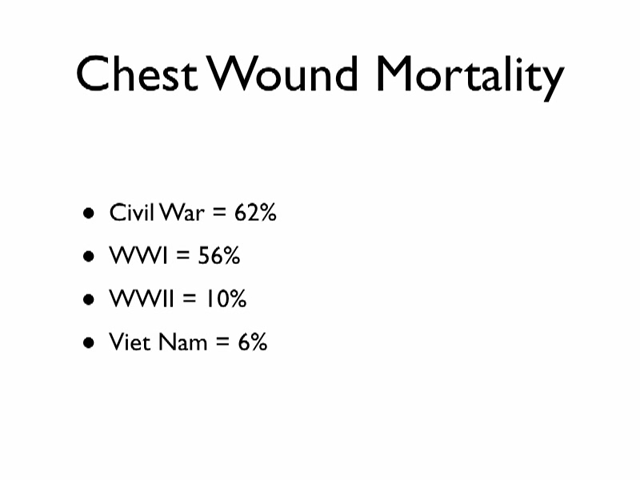 Chest Wound Mortality
• Civil War = 62%
• WWI = 56%
• WWII = 10%
• Viet Nam = 6%